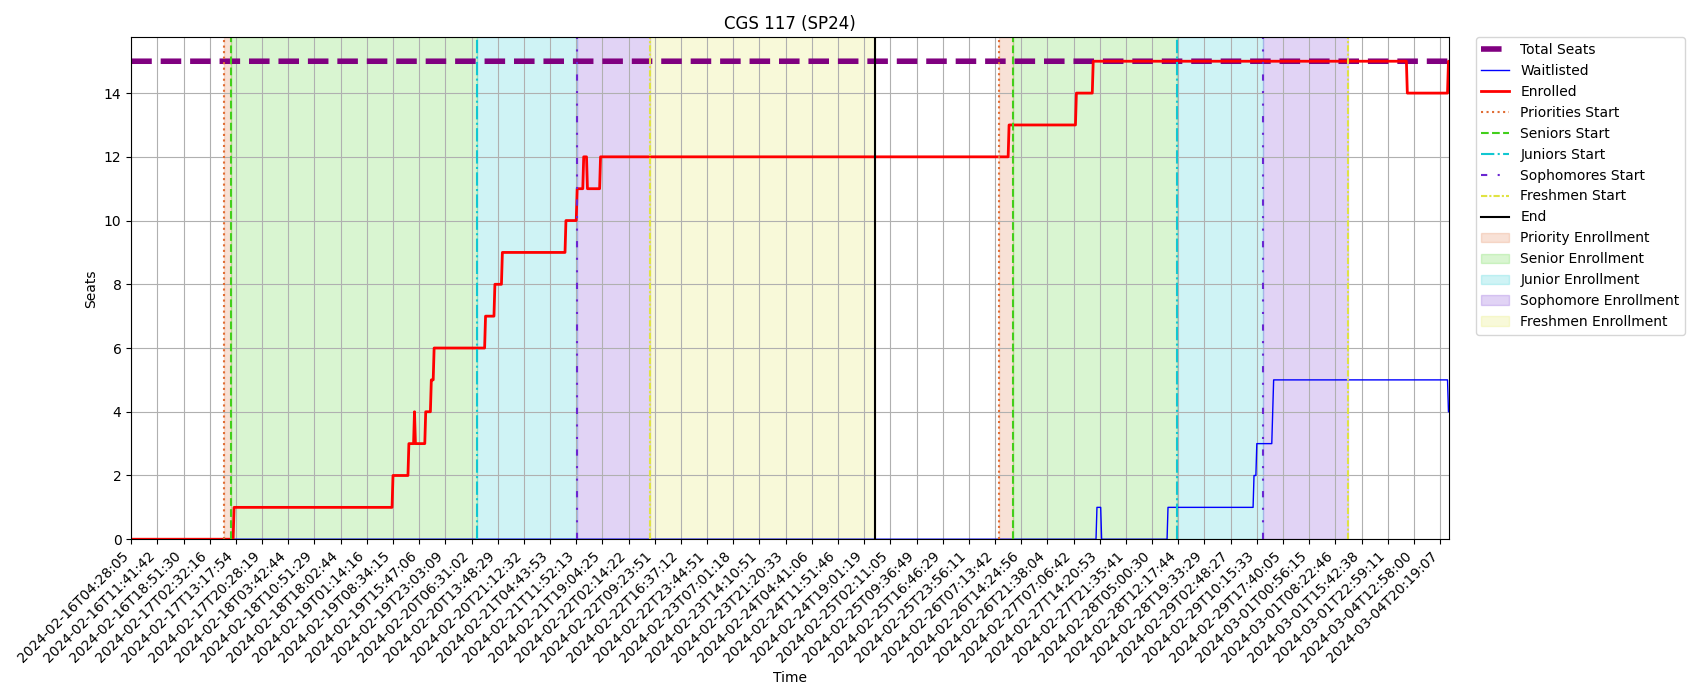 CGS 117 (SP24)
Seats
14
12
10
8
6
4
2
0
2024-02-16T04:28:05
2024-02-16T11:41:42
2024-02-16T18:51:30
2024-02-17T02:32:16
2024-02-17T13:17:54
2024-02-17T20:28:19
2024-02-18T03:42:44
2024-02-18T10:51:29
2024-02-18T18:02:44
2024-02-19T01:14:16
2024-02-19T08:34:15
2024-02-19T15:47:06
2024-02-19T23:03:09
2024-02-20T06:31:02
2024-02-20T13:48:29
2024-02-20T21:12:32
2024-02-21T04:43:53
2024-02-21T11:52:13
2024-02-21T19:04:25
2024-02-22T02:14:22
2024-02-22T09:23:51
2024-02-22T16:37:12
2024-02-22T23:44:51
2024-02-23T07:01:18
2024-02-23T14:10:51
2024-02-23T21:20:33
2024-02-24T04:41:06
2024-02-24T11:51:46
2024-02-24T19:01:19
2024-02-25T02:11:05
2024-02-25T09:36:49
2024-02-25T16:46:29
2024-02-25T23:56:11
2024-02-26T07:13:42
2024-02-26T14:24:56
2024-02-26T21:38:04
2024-02-27T07:06:42
2024-02-27T14:20:53
2024-02-27T21:35:41
2024-02-28T05:00:30
2024-02-28T12:17:44
2024-02-28T19:33:29
2024-02-29T02:48:27
2024-02-29T10:15:33
2024-02-29T17:40:05
2024-03-01T00:56:15
2024-03-01T08:22:46
2024-03-01T15:42:38
2024-03-01T22:59:11
2024-03-04T12:58:00
2024-03-04T20:19:07
Time
Total Seats
Waitlisted
Enrolled
Priorities Start
Seniors Start
Juniors Start
Sophomores Start
Freshmen Start
End
Priority Enrollment
Senior Enrollment
Junior Enrollment
Sophomore Enrollment
Freshmen Enrollment